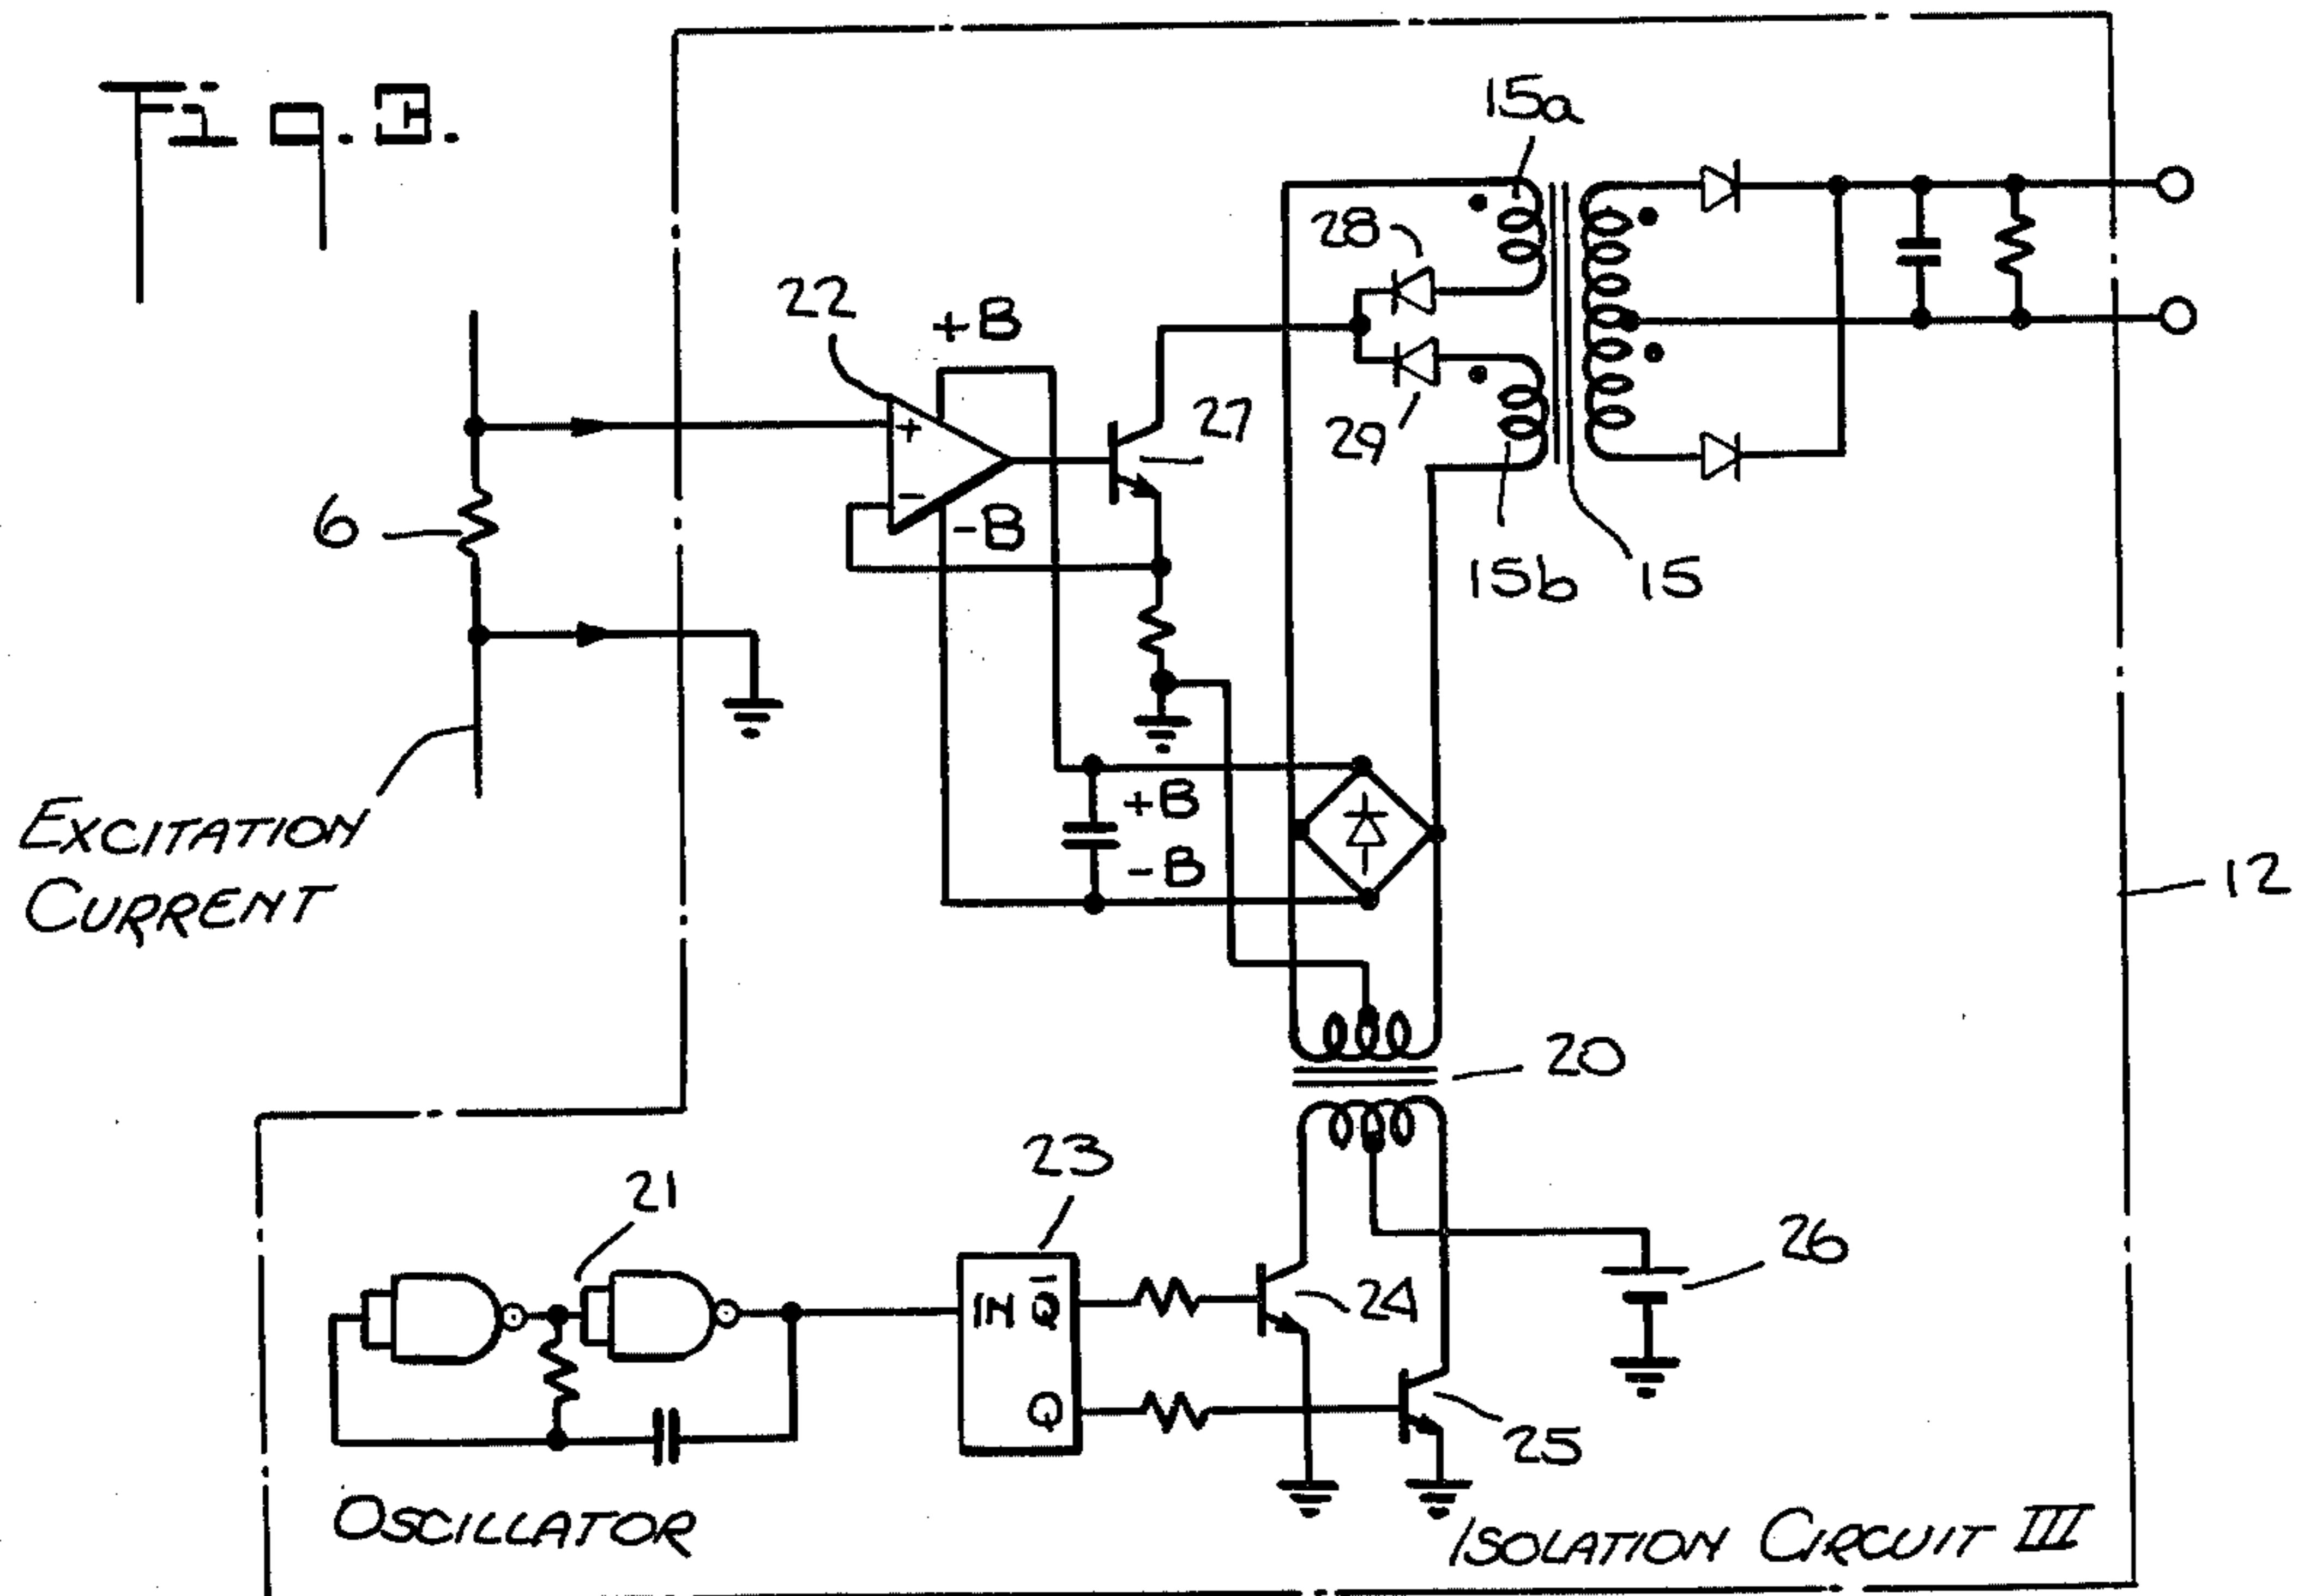 Fig. 3.
15a
28
22
+B
+
27
29
-
-B
6
15b
15
+B
-B
EXCITATION
CURRENT
12
20
23
21
26
IN Q̅
24
Q
25
OSCILLATOR
ISOLATION CIRCUIT III